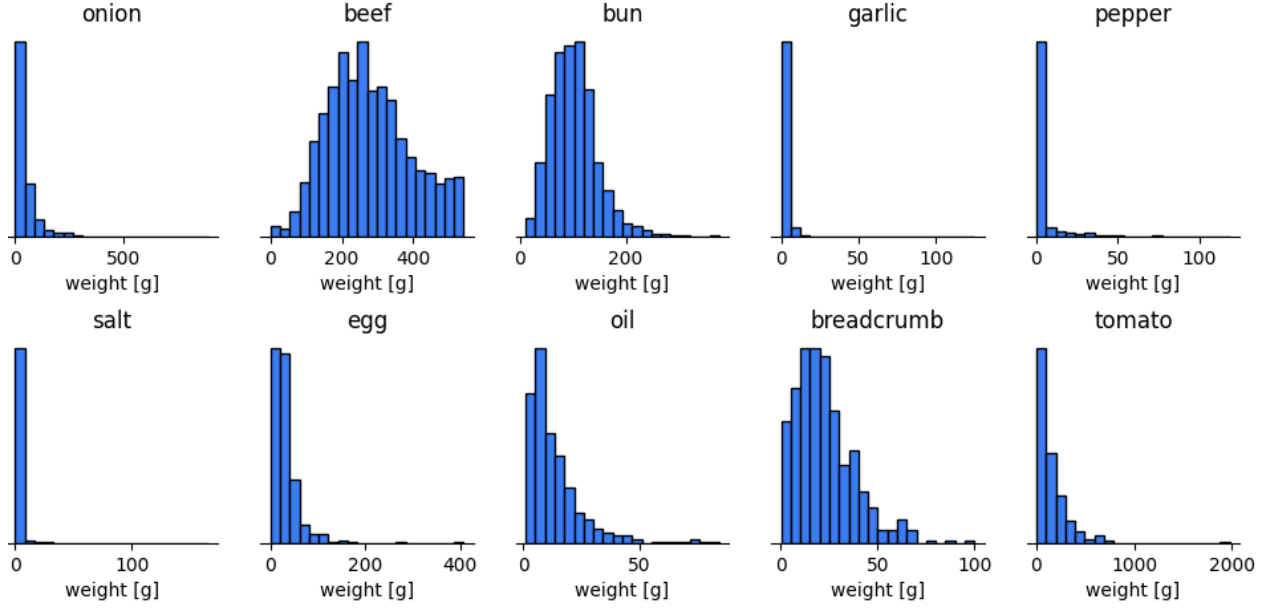 onion beef bun garlic pepper
0 500 0 200 400 0 200 0 50 100 0 50 100
weight [g] weight [g] weight [g] weight [g] weight [g]
salt egg oil breadcrumb tomato
0 100 0 200 400 0 50 0 50 100 0 1000 2000
weight [g] weight [g] weight [g] weight [g] weight [g]